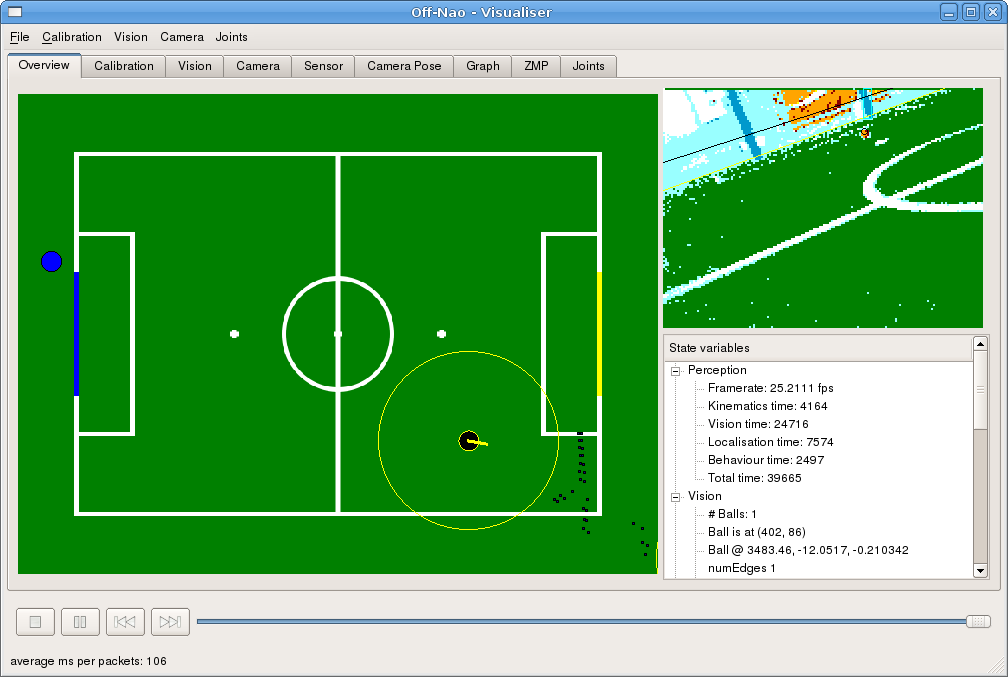 Off-Nao - Visualiser
File Calibration Vision Camera Joints
Overview Calibration Vision Camera Sensor Camera Pose Graph ZMP Joints
State variables
Perception
Framerate: 25.2111 fps
Kinematics time: 4164
Vision time: 24716
Localisation time: 7574
Behaviour time: 2497
Total time: 39665
Vision
# Balls: 1
Ball is at (402, 86)
Ball @ 3483.46, -12.0517, -0.210342
numEdges 1
average ms per packets: 106